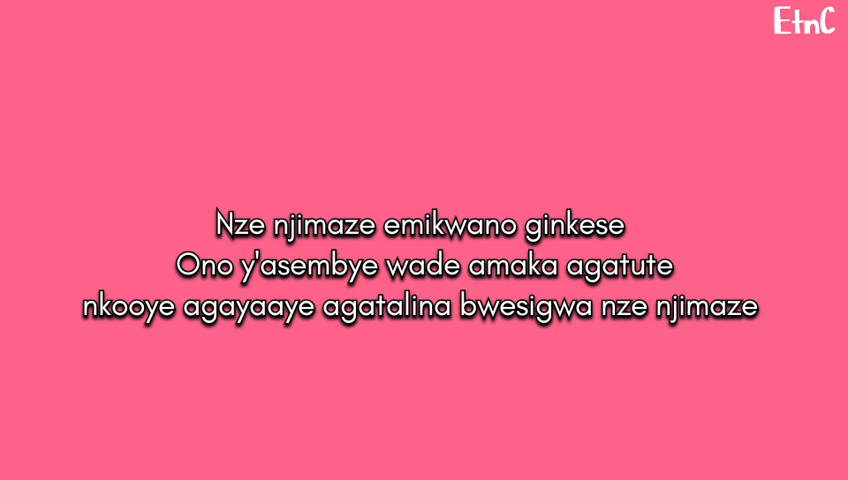 EtnC
Nze njimaze emikwano ginkese
Ono y'asembye wade amaka agatute
nkooye agayaaye agatalina bwesigwa nze njimaze